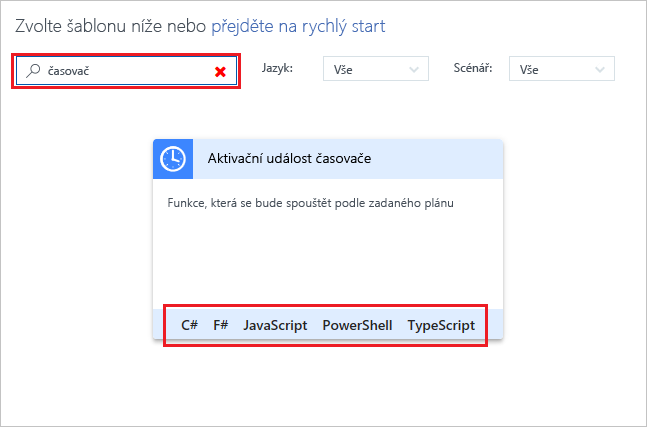 Zvolte šablonu níže nebo přejděte na rychlý start
časovač
Jazyk: Vše
Scénář: Vše
Aktivační událost časovače
Funkce, která se bude spouštět podle zadaného plánu
C# F# JavaScript PowerShell TypeScript